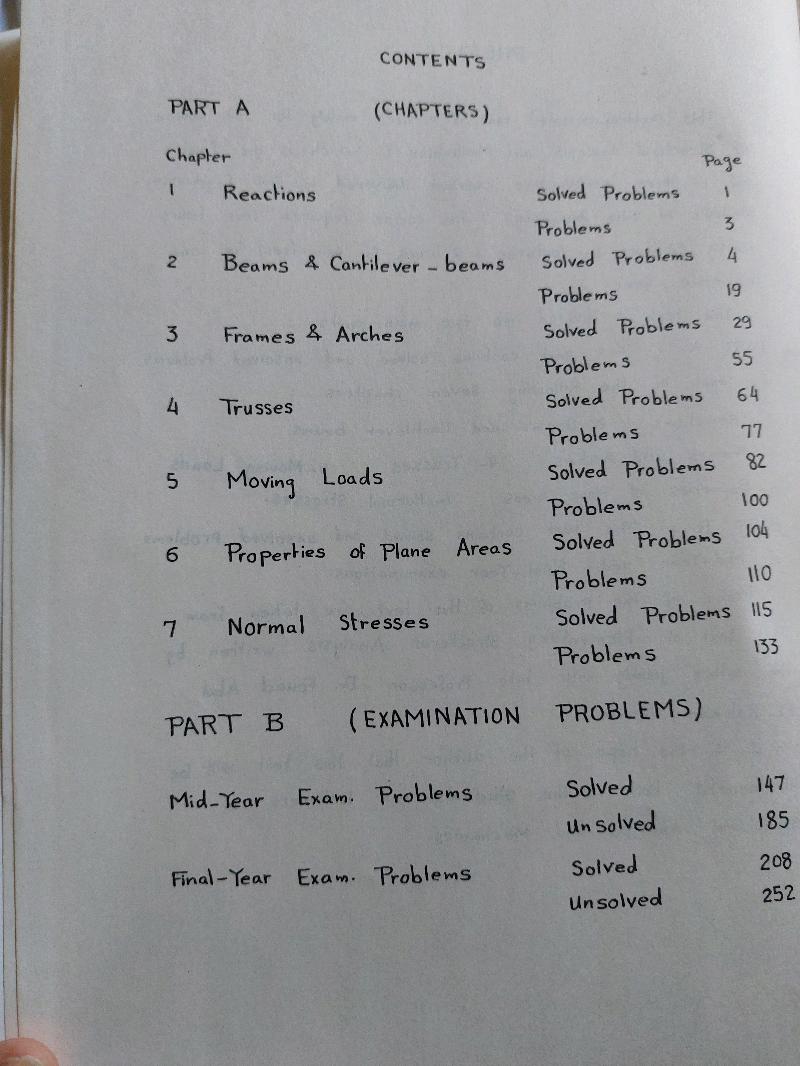 CONTENTS
PART A (CHAPTERS)
Chapter Page
1 Reactions Solved Problems 1
Problems 3
2 Beams & Cantilever-beams Solved Problems 4
Problems 19
3 Frames & Arches Solved Problems 29
Problems 55
4 Trusses Solved Problems 64
Problems 77
5 Moving Loads Solved Problems 82
Problems 100
6 Properties of Plane Areas Solved Problems 104
Problems 110
7 Normal Stresses Solved Problems 115
Problems 133
PART B (EXAMINATION PROBLEMS)
Mid-Year Exam. Problems Solved 147
Unsolved 185
Final-Year Exam. Problems Solved 208
Unsolved 252